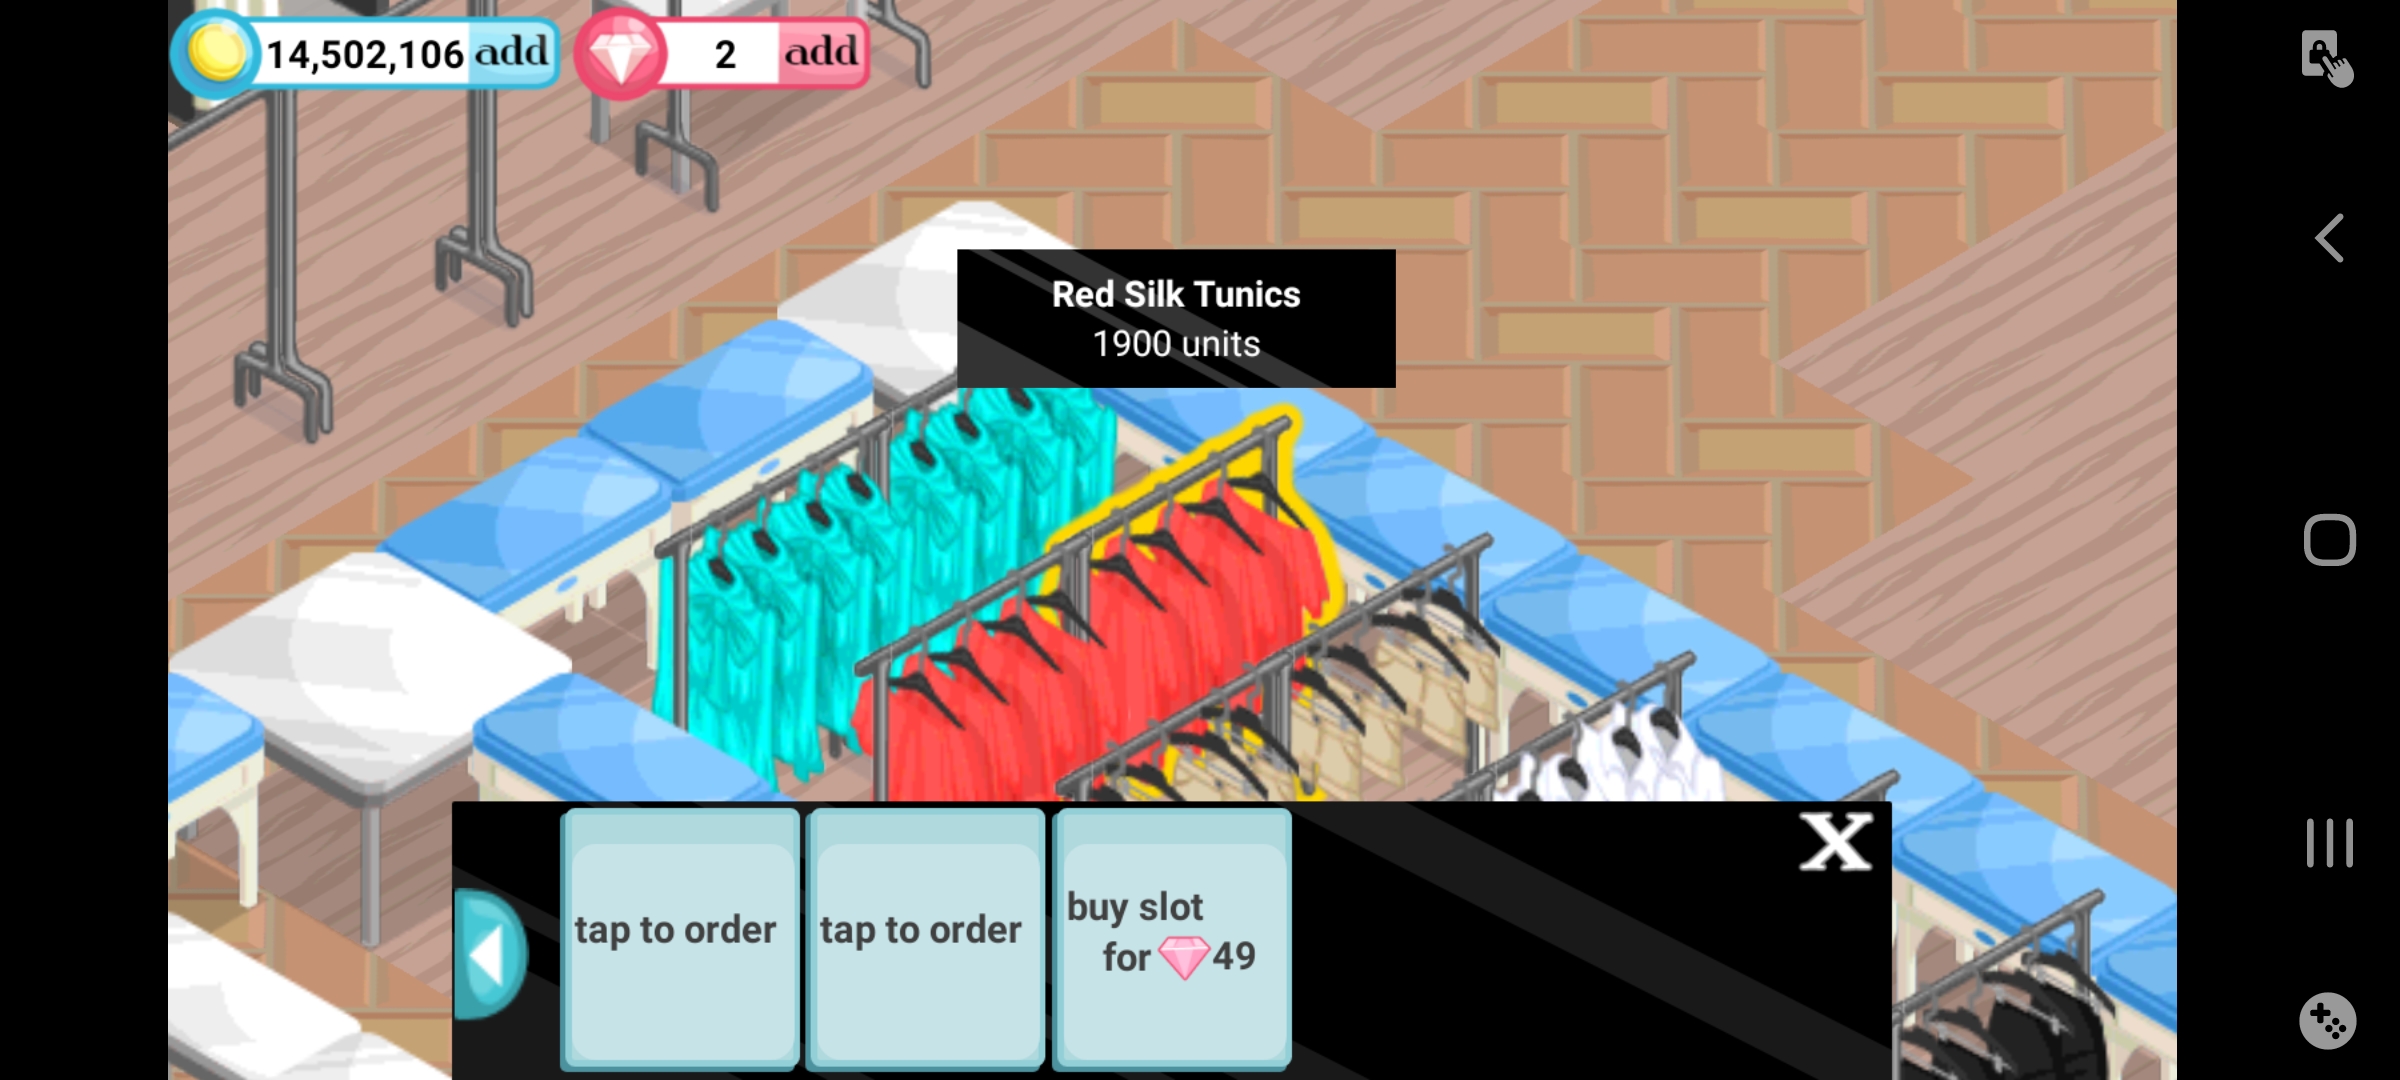 14,502,106 add
2 add
Red Silk Tunics
1900 units
tap to order
tap to order
buy slot
for 49
X